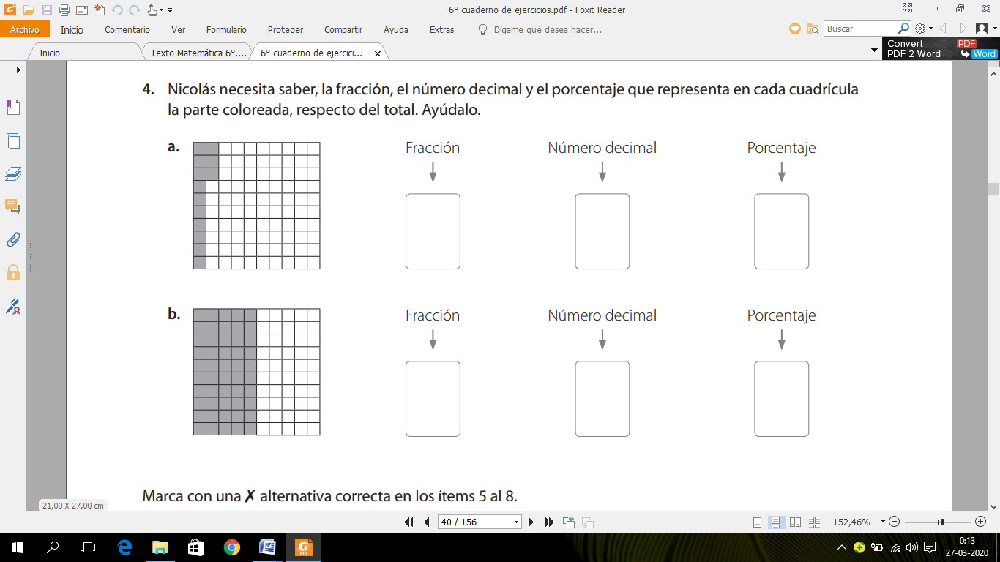 6° cuaderno de ejercicios.pdf - Foxit Reader
Archivo Inicio Comentario Ver Formulario Proteger Compartir Ayuda Extras Dígame qué desea hacer... Buscar
Inicio Texto Matemática 6°.... 6° cuaderno de ejercici... Convert PDF
PDF 2 Word Word
4. Nicolás necesita saber, la fracción, el número decimal y el porcentaje que representa en cada cuadrícula
la parte coloreada, respecto del total. Ayúdalo.
a. Fracción Número decimal Porcentaje
b. Fracción Número decimal Porcentaje
Marca con una ✗ alternativa correcta en los ítems 5 al 8.
21,00 X 27,00 cm
40 / 156 152,46%
0:13
27-03-2020